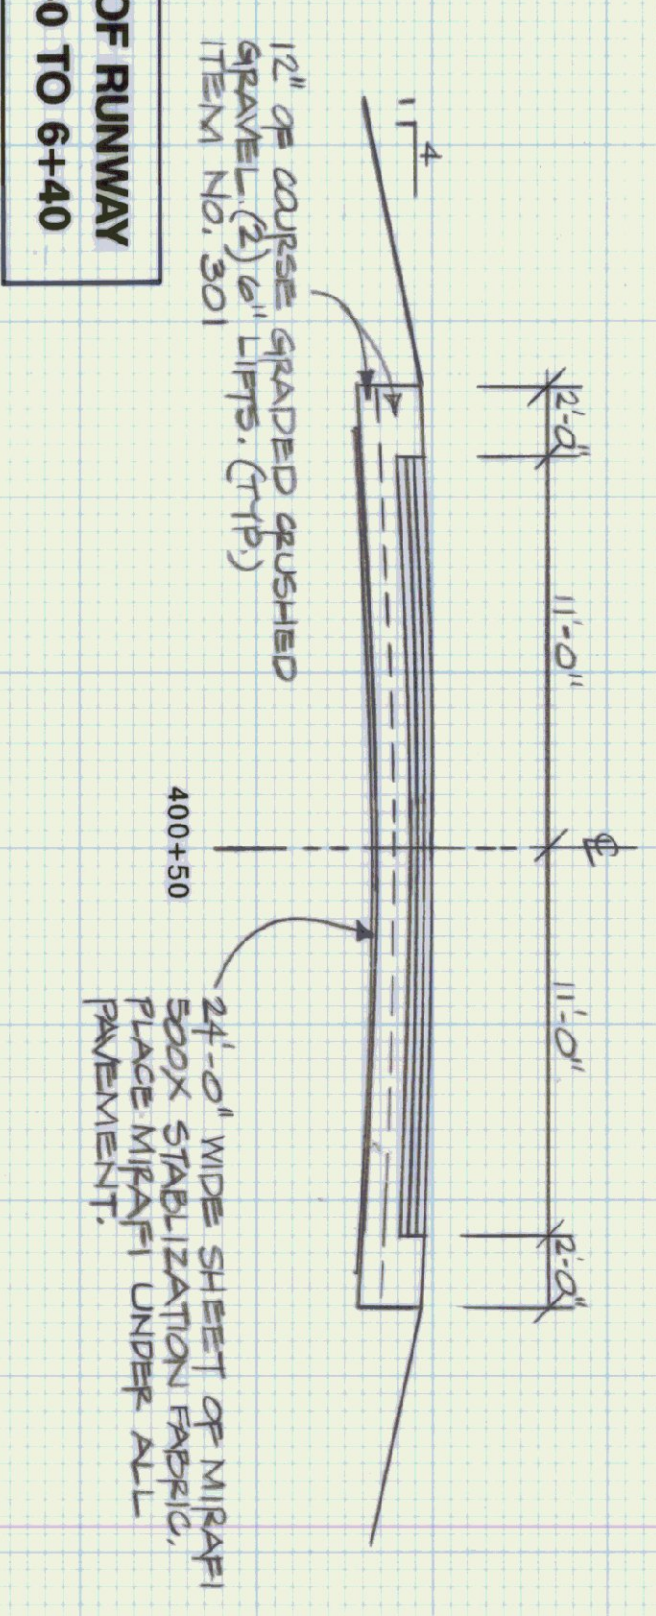 ℄
2'-0"
11'-0"
11'-0"
2'-0"
1
4
12" OF COURSE GRADED CRUSHED
GRAVEL. (2) 6" LIFTS. (TYP.)
ITEM NO. 301
400+50
24'-0" WIDE SHEET OF MIRAFI
500X STABLIZATION FABRIC.
PLACE MIRAFI UNDER ALL
PAVEMENT.
OF RUNWAY
0 TO 6+40